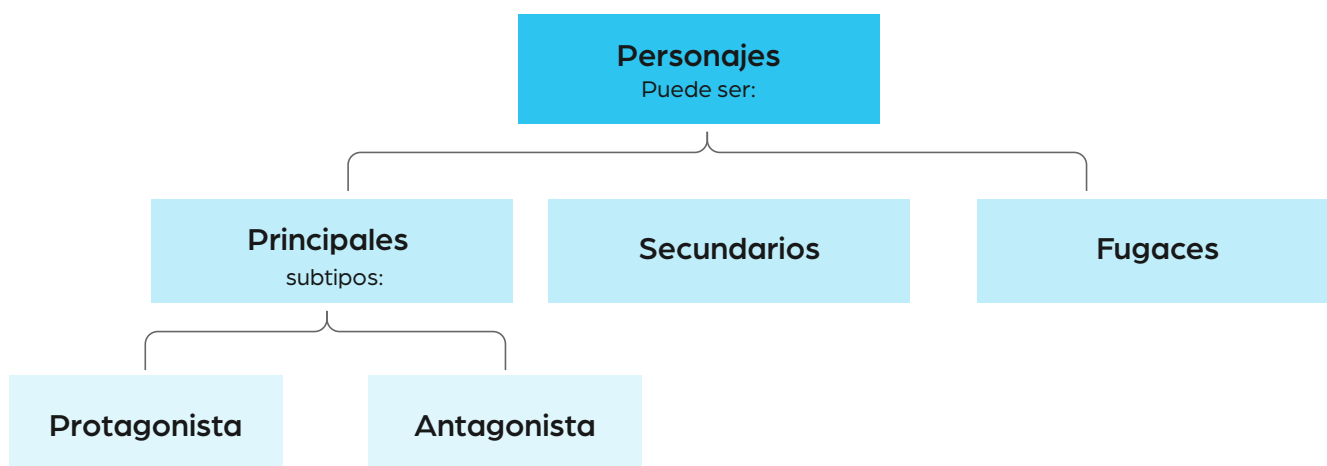 Personajes
Puede ser:
Principales
subtipos:
Secundarios
Fugaces
Protagonista
Antagonista